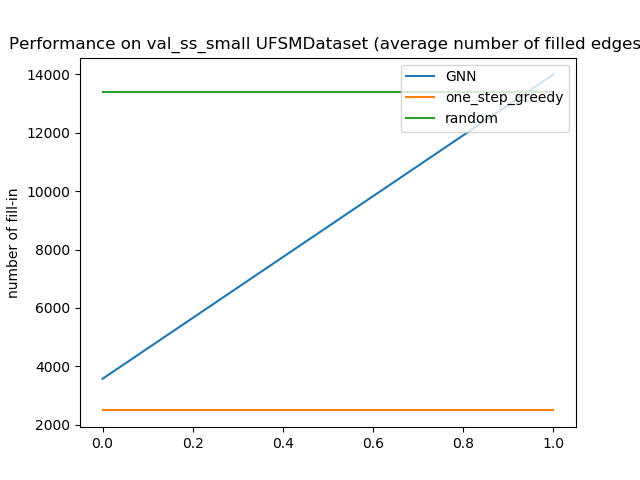 Performance on val_ss_small UFSMDataset (average number of filled edges
14000
12000
10000
8000
6000
4000
2000
number of fill-in
GNN
one_step_greedy
random
0.0 0.2 0.4 0.6 0.8 1.0